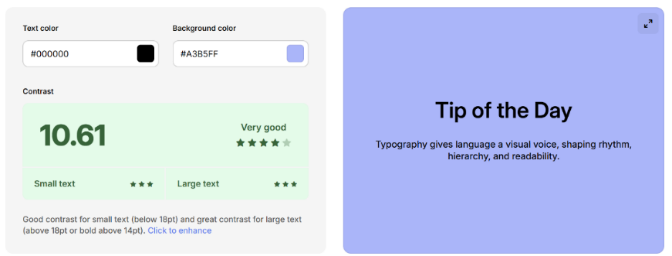 Text color
Background color
#000000
#A3B5FF
Contrast
10.61
Very good
Small text
Large text
Good contrast for small text (below 18pt) and great contrast for large text
(above 18pt or bold above 14pt). Click to enhance
Tip of the Day
Typography gives language a visual voice, shaping rhythm,
hierarchy, and readability.